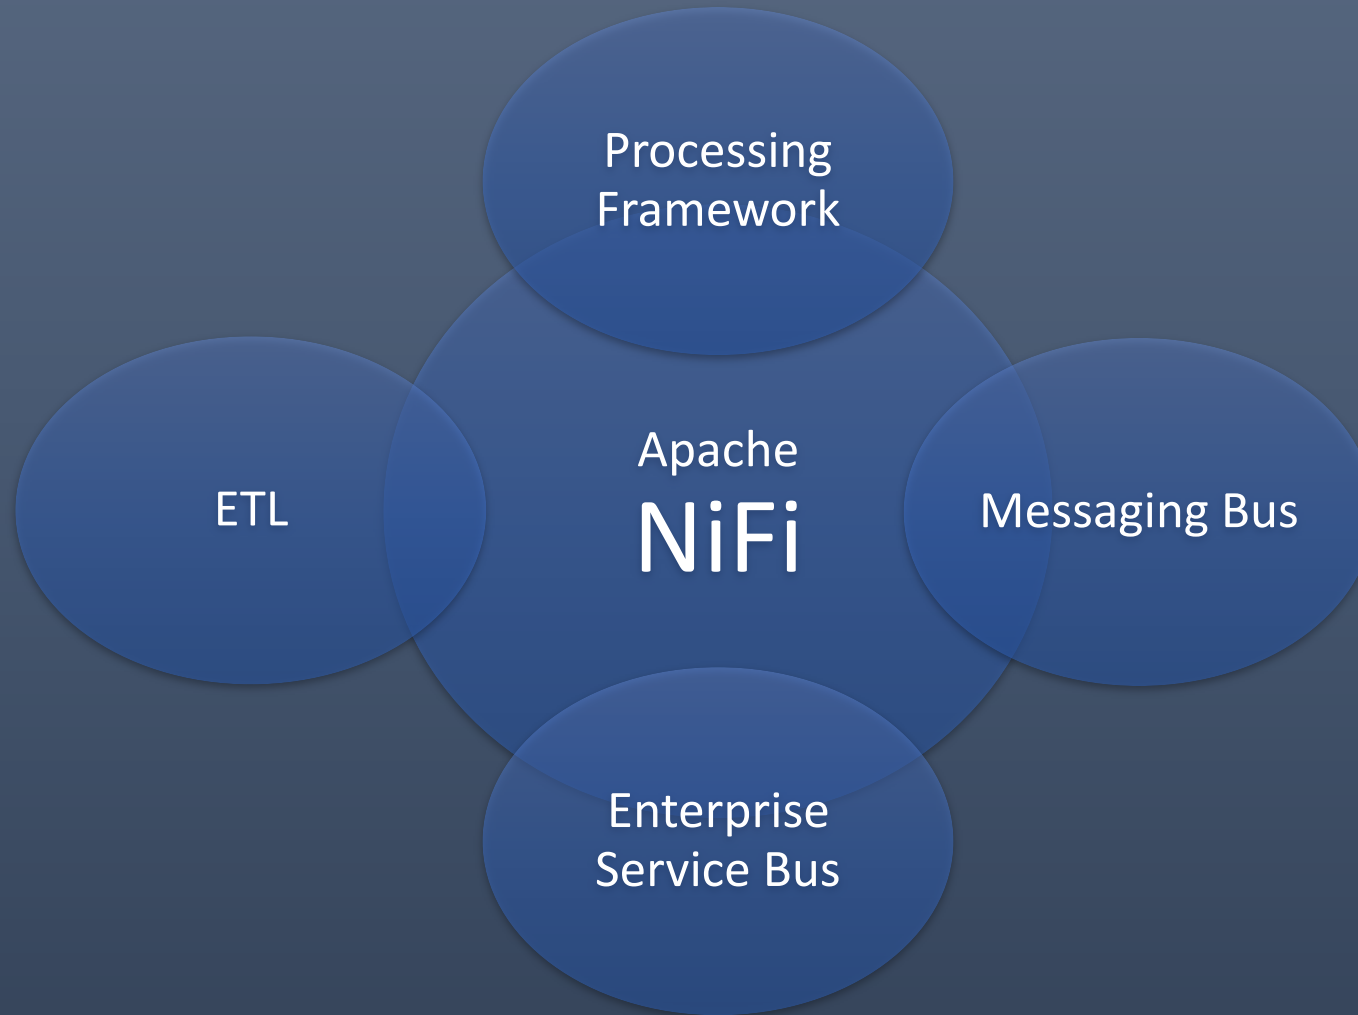 Processing
Framework
ETL
Apache
NiFi
Messaging Bus
Enterprise
Service Bus